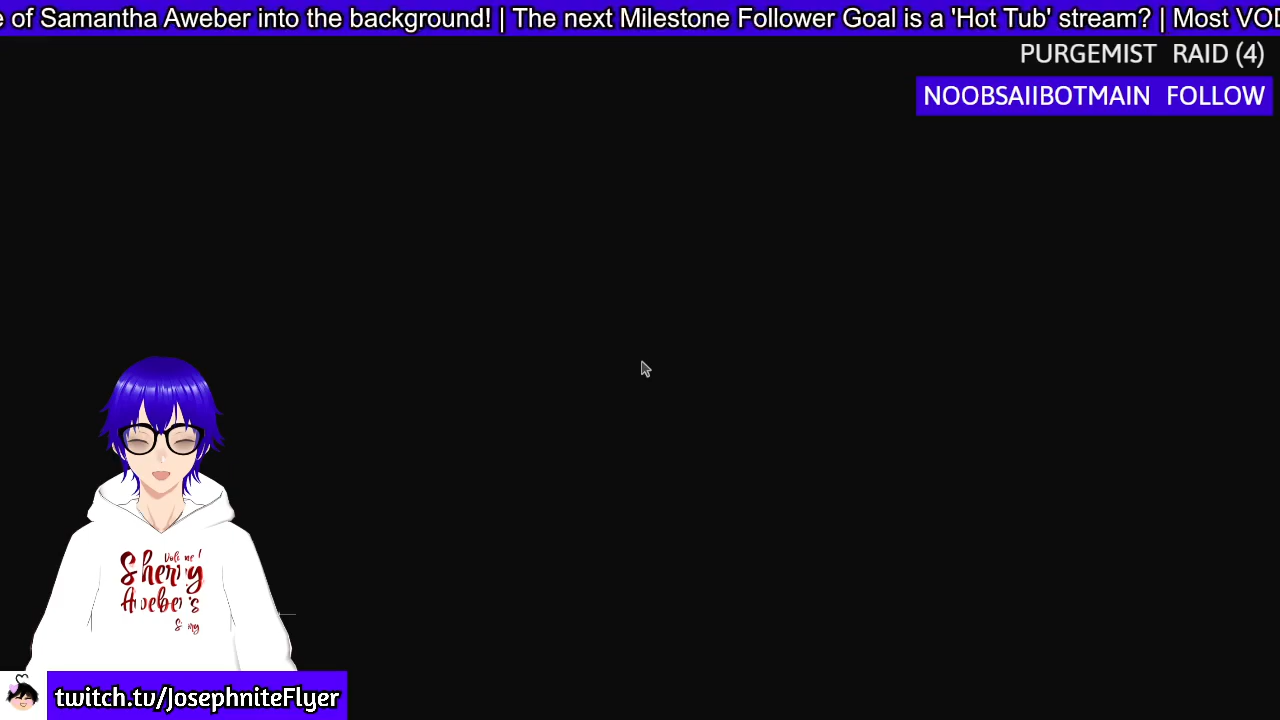 e of Samantha Aweber into the background! | The next Milestone Follower Goal is a 'Hot Tub' stream? | Most VOD
PURGEMIST RAID (4)
NOOBSAIIBOTMAIN FOLLOW
Sherry
Aweber's
twitch.tv/JosephniteFlyer